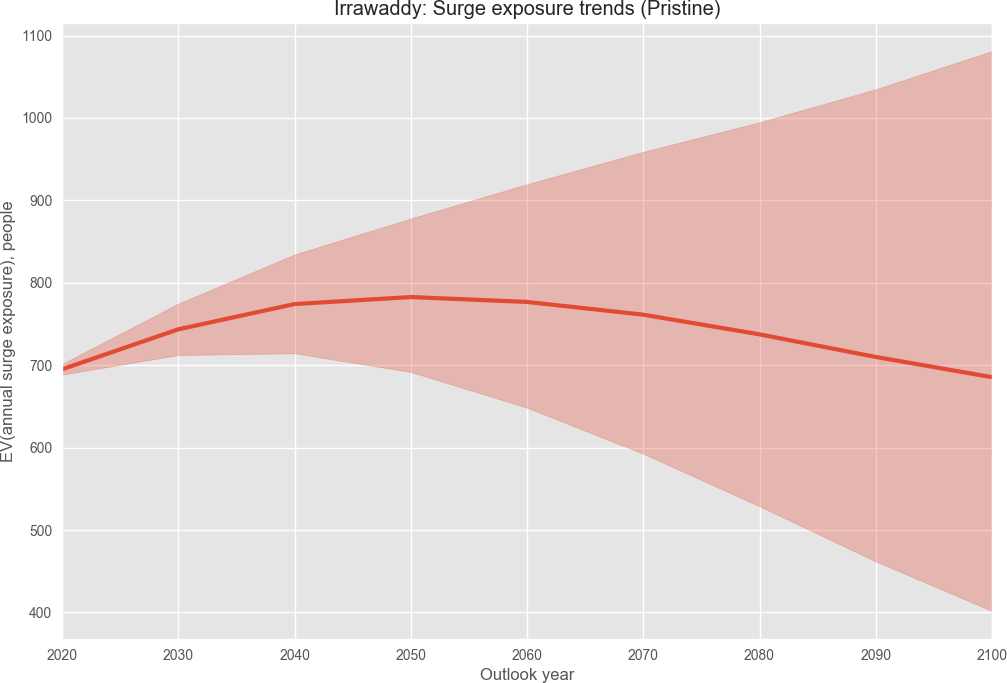 Irrawaddy: Surge exposure trends (Pristine)
1100
1000
900
800
700
600
500
400
EV(annual surge exposure), people
2020 2030 2040 2050 2060 2070 2080 2090 2100
Outlook year